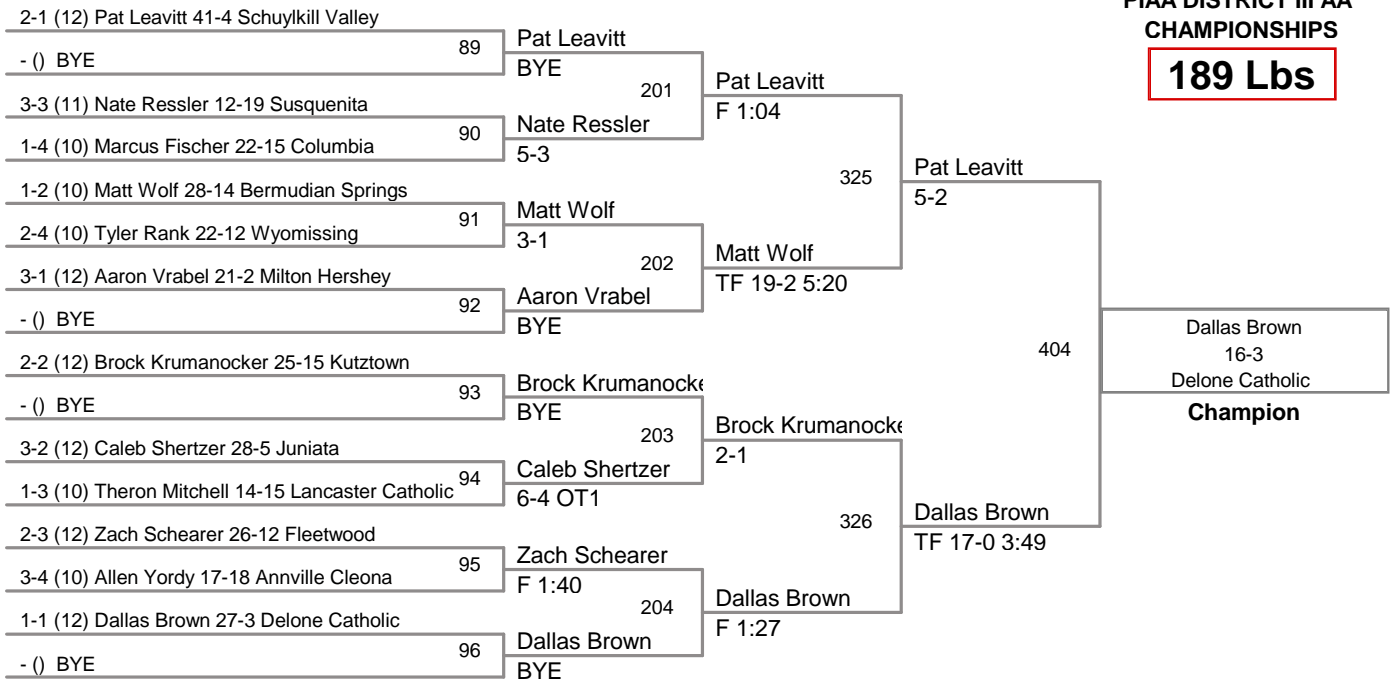 PIAA DISTRICT III AA
CHAMPIONSHIPS
189 Lbs
2-1 (12) Pat Leavitt 41-4 Schuylkill Valley
89
- () BYE
Pat Leavitt
BYE
201
3-3 (11) Nate Ressler 12-19 Susquenita
90
1-4 (10) Marcus Fischer 22-15 Columbia
Nate Ressler
5-3
Pat Leavitt
F 1:04
325
1-2 (10) Matt Wolf 28-14 Bermudian Springs
91
2-4 (10) Tyler Rank 22-12 Wyomissing
Matt Wolf
3-1
202
3-1 (12) Aaron Vrabel 21-2 Milton Hershey
92
- () BYE
Aaron Vrabel
BYE
Matt Wolf
TF 19-2 5:20
Pat Leavitt
5-2
404
2-2 (12) Brock Krumanocker 25-15 Kutztown
93
- () BYE
Brock Krumanocke
BYE
203
3-2 (12) Caleb Shertzer 28-5 Juniata
94
1-3 (10) Theron Mitchell 14-15 Lancaster Catholic
Caleb Shertzer
6-4 OT1
Brock Krumanocke
2-1
326
2-3 (12) Zach Schearer 26-12 Fleetwood
95
3-4 (10) Allen Yordy 17-18 Annville Cleona
Zach Schearer
F 1:40
204
1-1 (12) Dallas Brown 27-3 Delone Catholic
96
- () BYE
Dallas Brown
BYE
Dallas Brown
F 1:27
Dallas Brown
TF 17-0 3:49
Dallas Brown
16-3
Delone Catholic
Champion